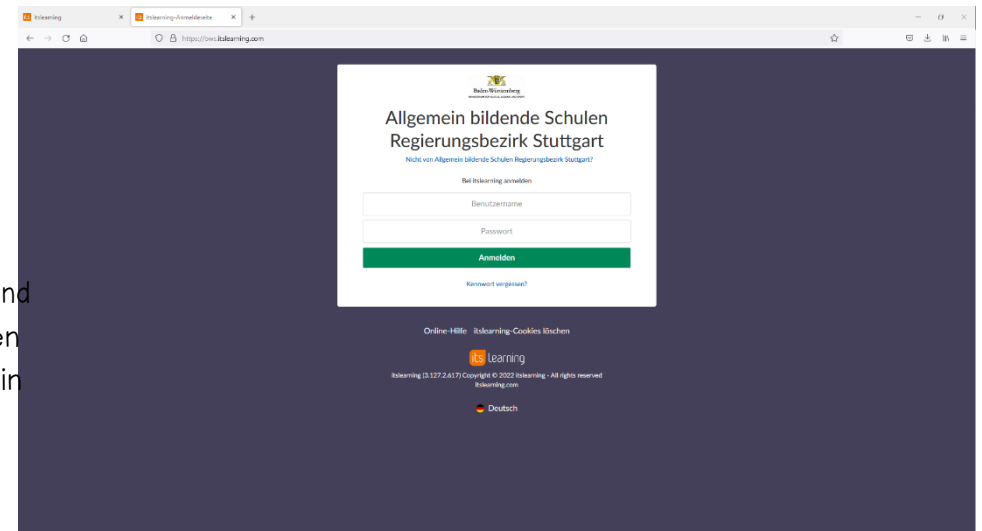 itslearning
itslearning-Anmeldeseite
https://bws.itslearning.com
Baden-Württemberg
Allgemein bildende Schulen
Regierungsbezirk Stuttgart
Nicht von Allgemein bildende Schulen Regierungsbezirk Stuttgart?
Bei itslearning anmelden
Benutzername
Passwort
Anmelden
Kennwort vergessen?
nd
en
in
Online-Hilfe itslearning-Cookies löschen
its learning
itslearning (3.127.2.617) Copyright © 2022 itslearning - All rights reserved
itslearning.com
Deutsch